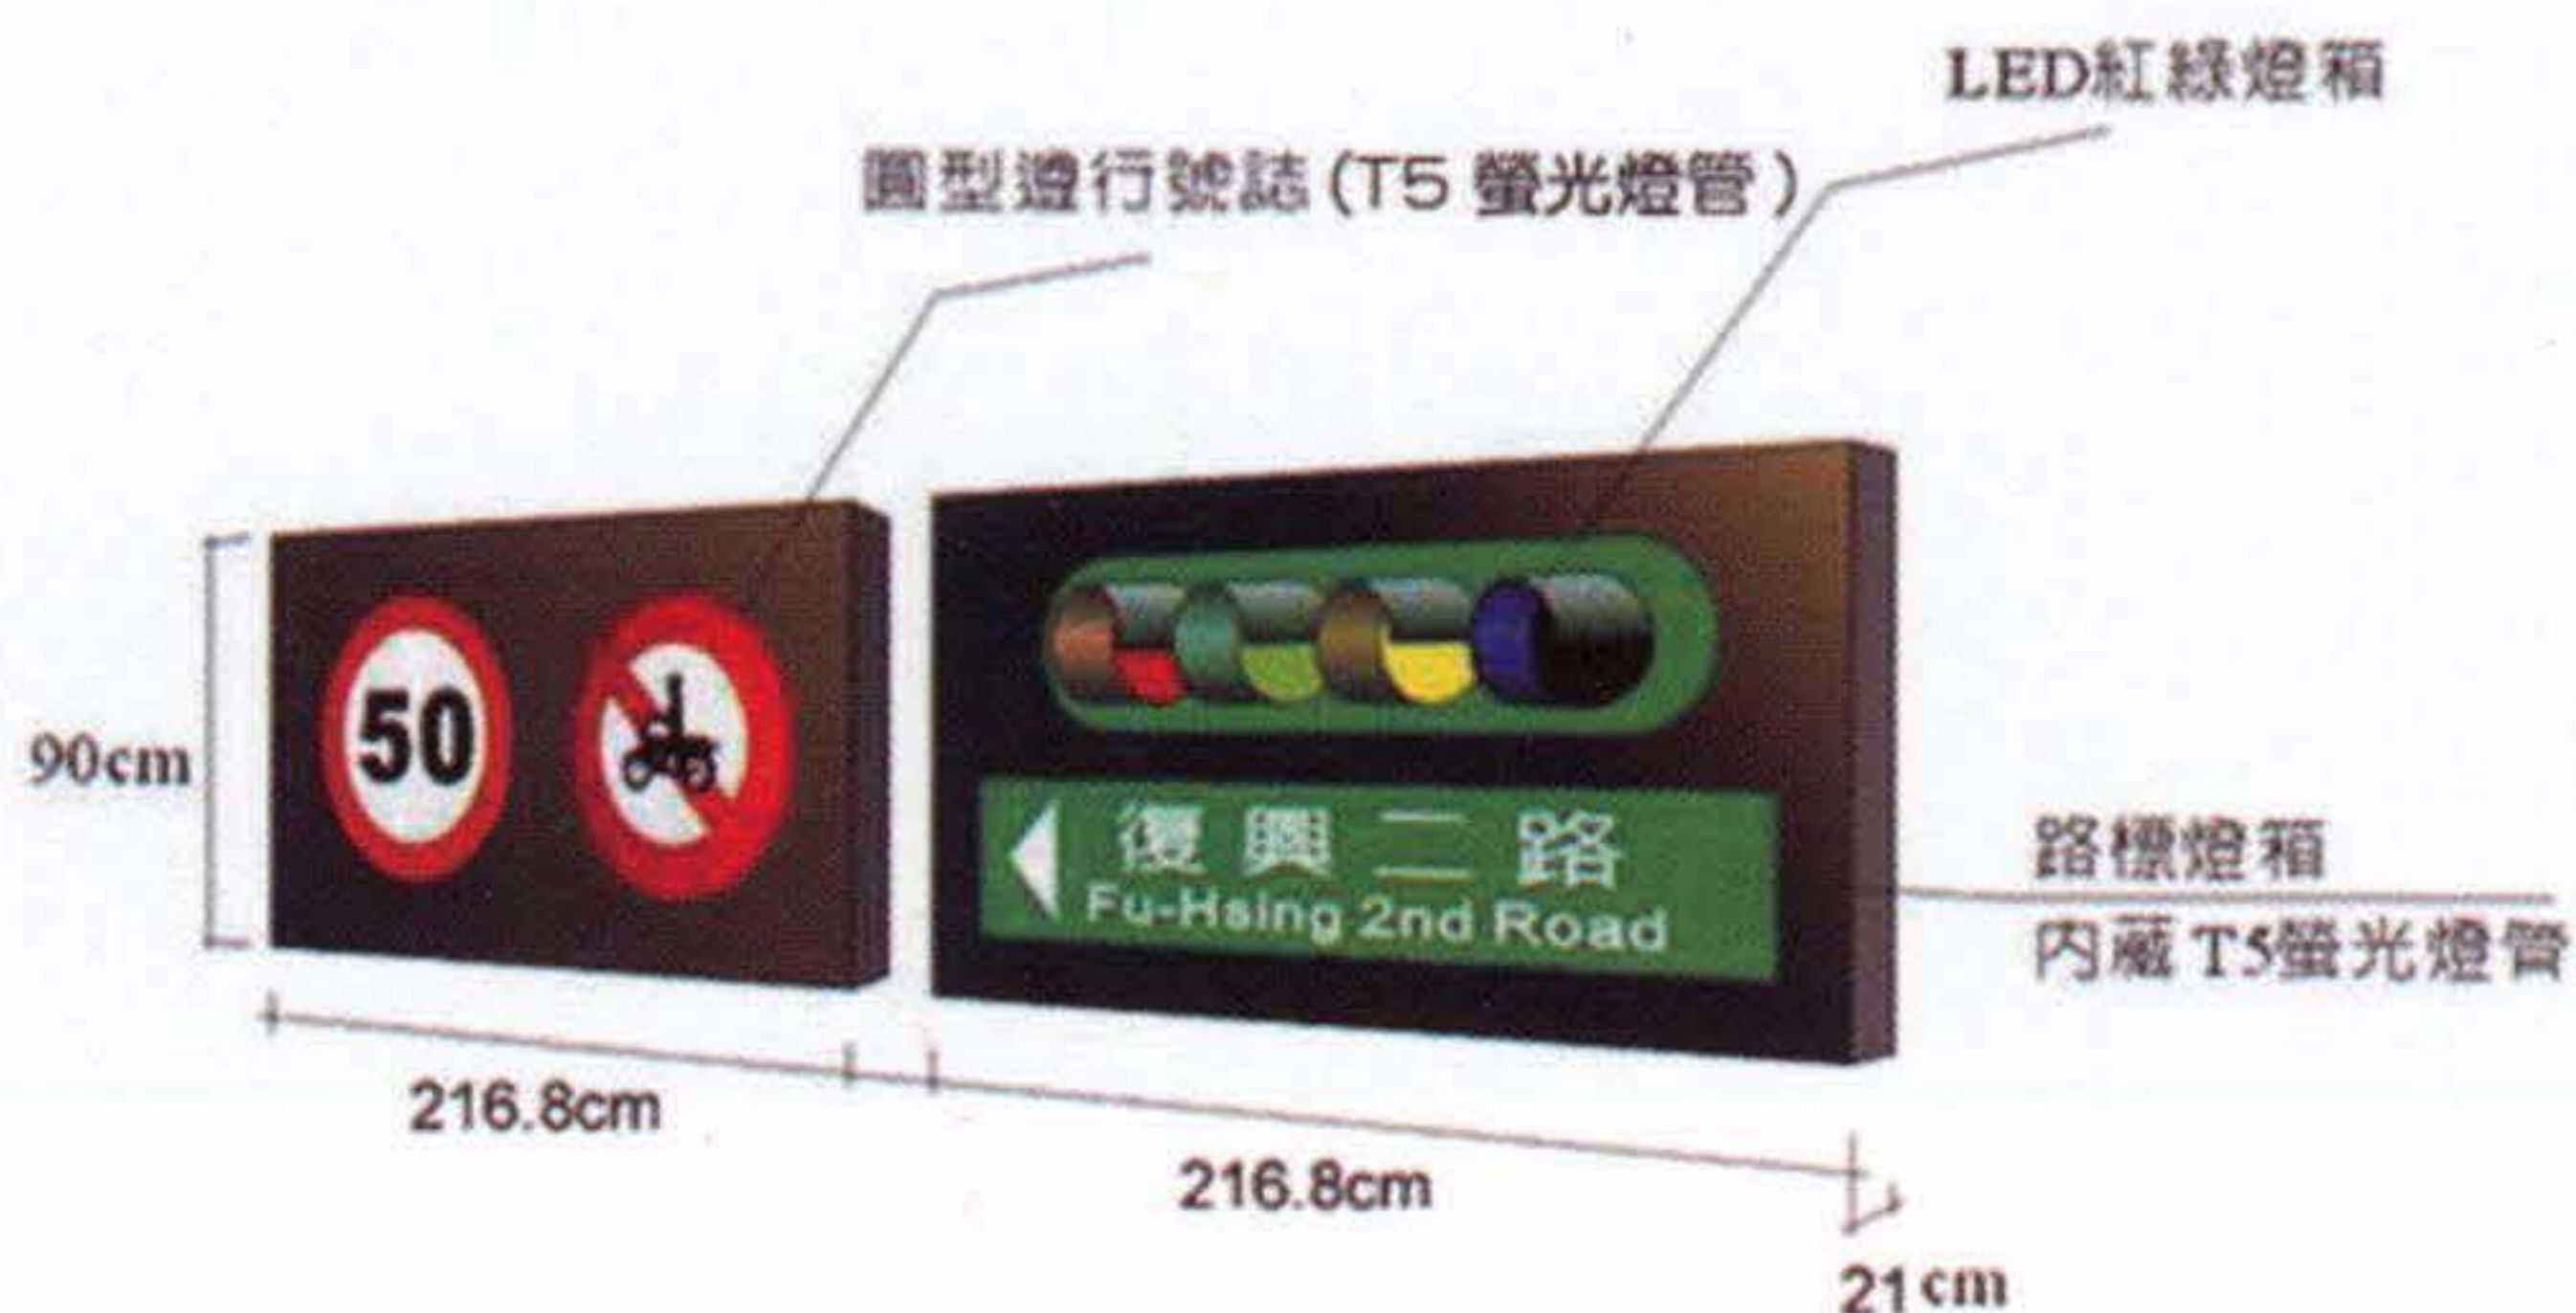 LED紅綠燈箱
圓型遵行號誌(T5 螢光燈管)
90cm
50
復興二路
Fu-Hsing 2nd Road
路標燈箱
內藏T5螢光燈管
216.8cm
216.8cm
21cm